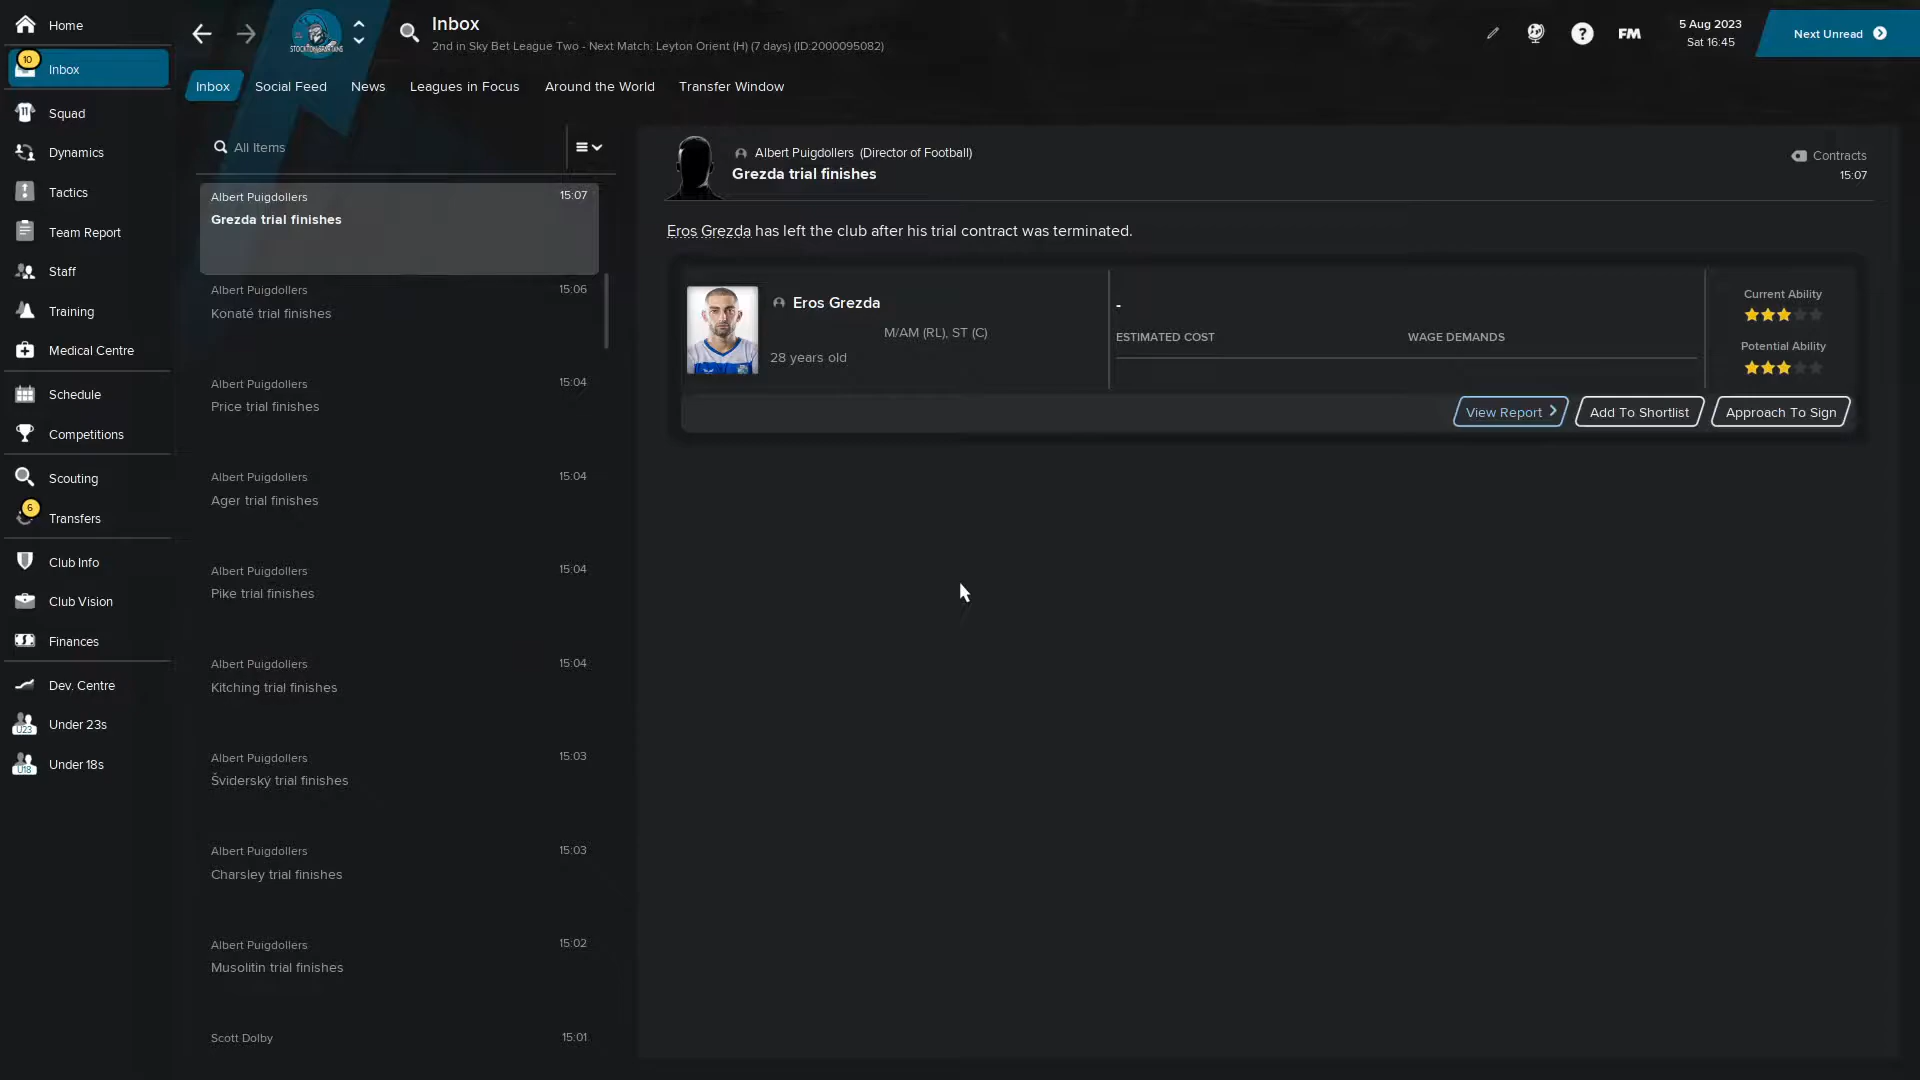 Home
10
Inbox
Squad
Dynamics
Tactics
Team Report
Staff
Training
Medical Centre
Schedule
Competitions
Scouting
6
Transfers
Club Info
Club Vision
Finances
Dev. Centre
U23
Under 23s
U18
Under 18s
Inbox
2nd in Sky Bet League Two - Next Match: Leyton Orient (H) (7 days) (ID:2000095082)
?
FM
5 Aug 2023
Sat 16:45
Next Unread
Inbox
Social Feed
News
Leagues in Focus
Around the World
Transfer Window
All Items
Albert Puigdollers 15:07
Grezda trial finishes
Albert Puigdollers 15:06
Konaté trial finishes
Albert Puigdollers 15:04
Price trial finishes
Albert Puigdollers 15:04
Ager trial finishes
Albert Puigdollers 15:04
Pike trial finishes
Albert Puigdollers 15:04
Kitching trial finishes
Albert Puigdollers 15:03
Šviderský trial finishes
Albert Puigdollers 15:03
Charsley trial finishes
Albert Puigdollers 15:02
Musolitin trial finishes
Scott Dolby 15:01
Albert Puigdollers (Director of Football)
Grezda trial finishes
Contracts
15:07
Eros Grezda has left the club after his trial contract was terminated.
Eros Grezda
M/AM (RL), ST (C)
28 years old
-
ESTIMATED COST
WAGE DEMANDS
Current Ability
Potential Ability
View Report
Add To Shortlist
Approach To Sign